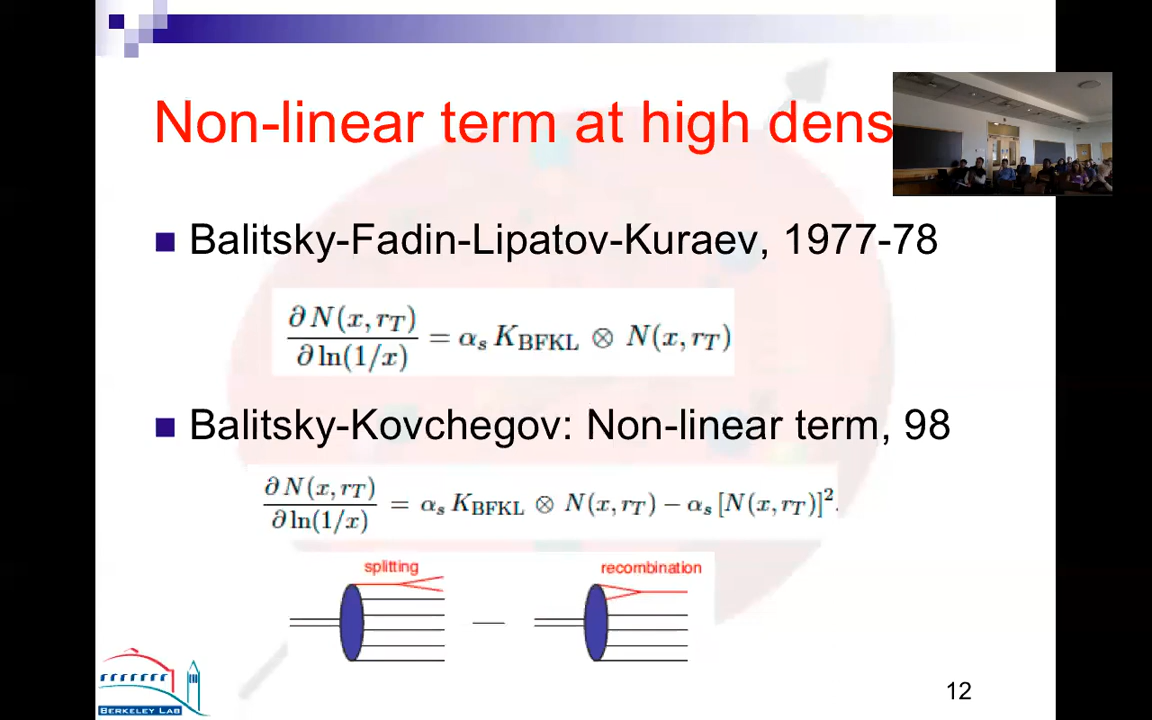 Non-linear term at high dens
Balitsky-Fadin-Lipatov-Kuraev, 1977-78
∂N(x,r_T)/∂ln(1/x) = α_s K_BFKL ⊗ N(x,r_T)
Balitsky-Kovchegov: Non-linear term, 98
∂N(x,r_T)/∂ln(1/x) = α_s K_BFKL ⊗ N(x,r_T) − α_s [N(x,r_T)]².
splitting
recombination
BERKELEY LAB
12